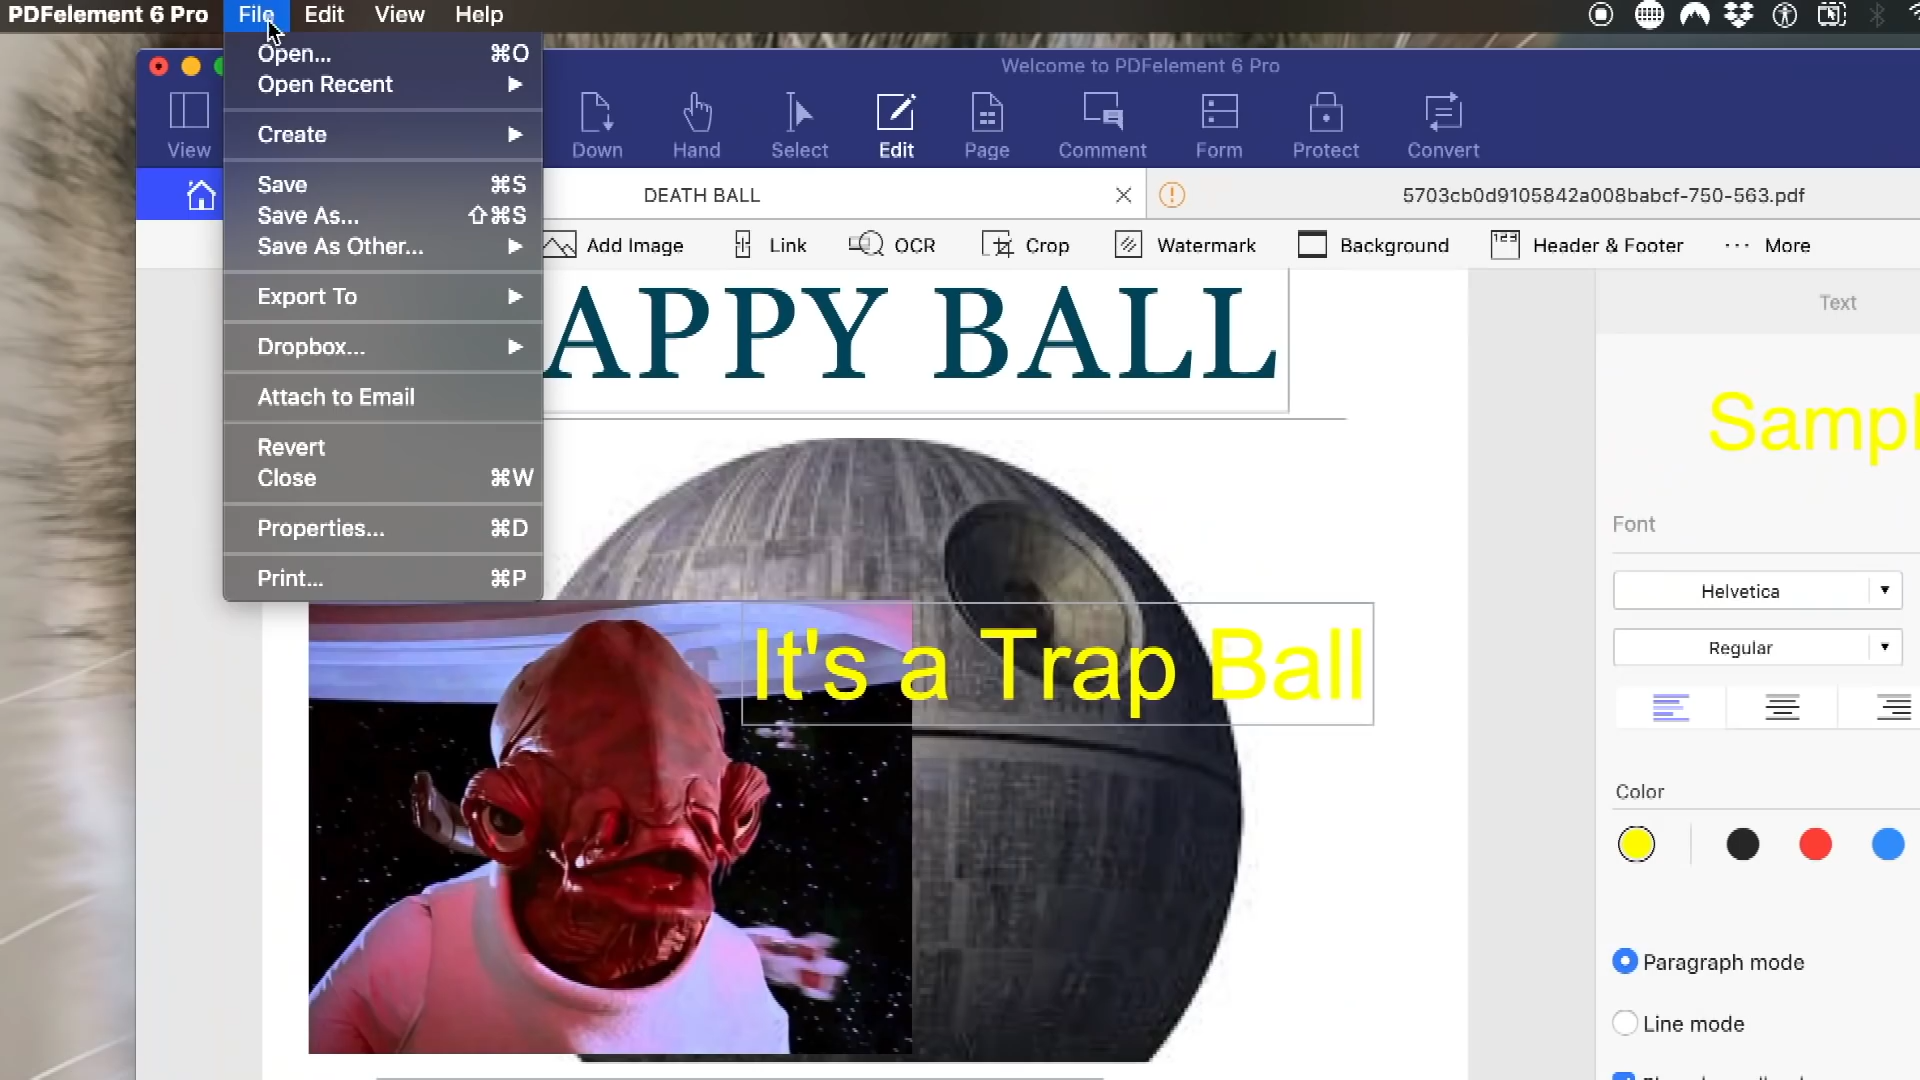 PDFelement 6 Pro File Edit View Help
Welcome to PDFelement 6 Pro
View Down Hand Select Edit Page Comment Form Protect Convert
DEATH BALL
5703cb0d9105842a008babcf-750-563.pdf
Add Image Link OCR Crop Watermark Background Header & Footer ··· More
Open... ⌘O
Open Recent ▶
Create ▶
Save ⌘S
Save As... ⇧⌘S
Save As Other... ▶
Export To ▶
Dropbox... ▶
Attach to Email
Revert
Close ⌘W
Properties... ⌘D
Print... ⌘P
APPY BALL
It's a Trap Ball
Text
Sampl
Font
Helvetica
Regular
Color
Paragraph mode
Line mode